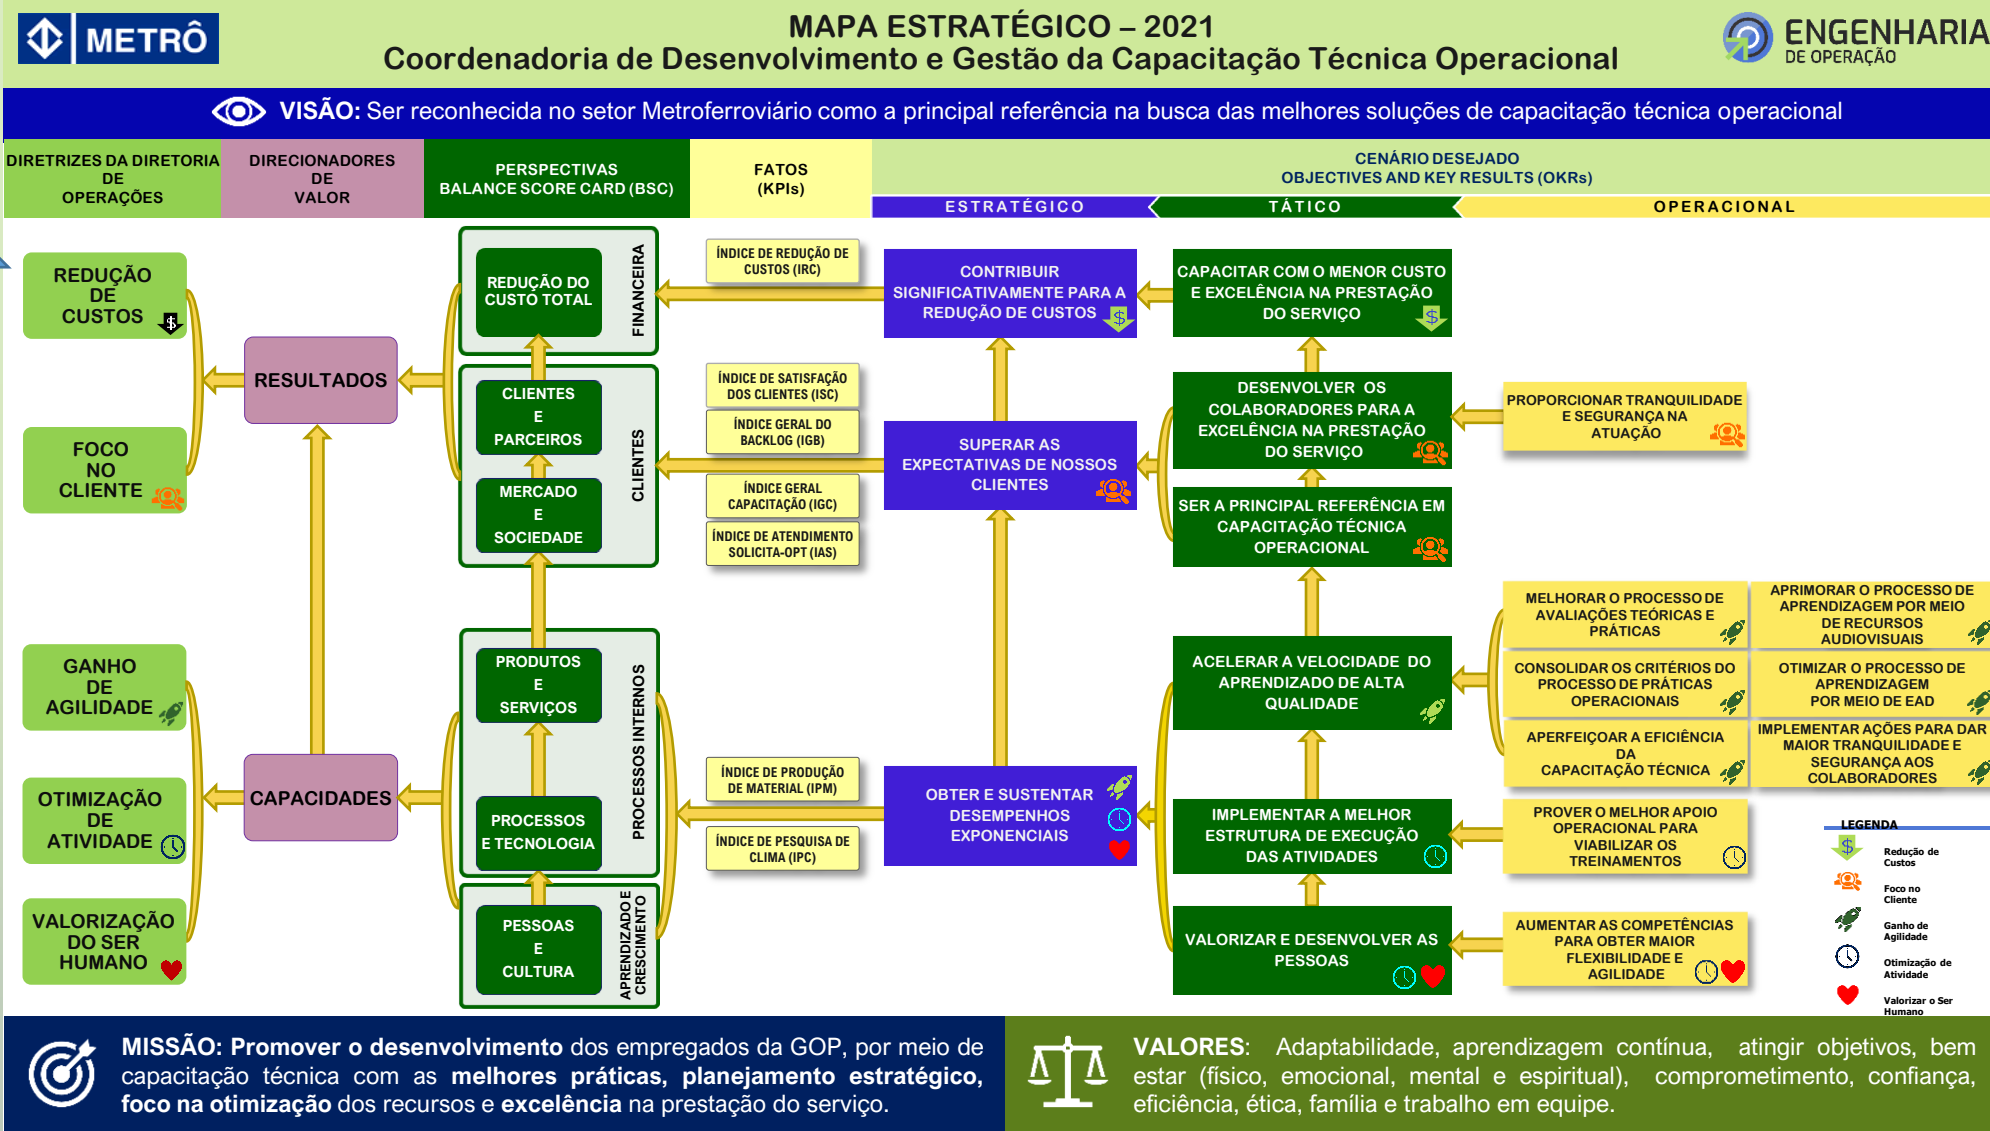 METRÔ
MAPA ESTRATÉGICO – 2021
Coordenadoria de Desenvolvimento e Gestão da Capacitação Técnica Operacional
ENGENHARIA
DE OPERAÇÃO
VISÃO: Ser reconhecida no setor Metroferroviário como a principal referência na busca das melhores soluções de capacitação técnica operacional
DIRETRIZES DA DIRETORIA
DE
OPERAÇÕES
DIRECIONADORES
DE
VALOR
PERSPECTIVAS
BALANCE SCORE CARD (BSC)
FATOS
(KPIs)
CENÁRIO DESEJADO
OBJECTIVES AND KEY RESULTS (OKRs)
ESTRATÉGICO
TÁTICO
OPERACIONAL
REDUÇÃO
DE
CUSTOS
FOCO
NO
CLIENTE
GANHO
DE
AGILIDADE
OTIMIZAÇÃO
DE
ATIVIDADE
VALORIZAÇÃO
DO SER
HUMANO
RESULTADOS
CAPACIDADES
REDUÇÃO DO
CUSTO TOTAL
FINANCEIRA
CLIENTES
E
PARCEIROS
MERCADO
E
SOCIEDADE
CLIENTES
PRODUTOS
E
SERVIÇOS
PROCESSOS
E TECNOLOGIA
PROCESSOS INTERNOS
PESSOAS
E
CULTURA
APRENDIZADO E
CRESCIMENTO
ÍNDICE DE REDUÇÃO DE
CUSTOS (IRC)
ÍNDICE DE SATISFAÇÃO
DOS CLIENTES (ISC)
ÍNDICE GERAL DO
BACKLOG (IGB)
ÍNDICE GERAL
CAPACITAÇÃO (IGC)
ÍNDICE DE ATENDIMENTO
SOLICITA-OPT (IAS)
ÍNDICE DE PRODUÇÃO
DE MATERIAL (IPM)
ÍNDICE DE PESQUISA DE
CLIMA (IPC)
CONTRIBUIR
SIGNIFICATIVAMENTE PARA A
REDUÇÃO DE CUSTOS
SUPERAR AS
EXPECTATIVAS DE NOSSOS
CLIENTES
OBTER E SUSTENTAR
DESEMPENHOS
EXPONENCIAIS
CAPACITAR COM O MENOR CUSTO
E EXCELÊNCIA NA PRESTAÇÃO
DO SERVIÇO
DESENVOLVER OS
COLABORADORES PARA A
EXCELÊNCIA NA PRESTAÇÃO
DO SERVIÇO
SER A PRINCIPAL REFERÊNCIA EM
CAPACITAÇÃO TÉCNICA
OPERACIONAL
ACELERAR A VELOCIDADE DO
APRENDIZADO DE ALTA
QUALIDADE
IMPLEMENTAR A MELHOR
ESTRUTURA DE EXECUÇÃO
DAS ATIVIDADES
VALORIZAR E DESENVOLVER AS
PESSOAS
PROPORCIONAR TRANQUILIDADE
E SEGURANÇA NA
ATUAÇÃO
MELHORAR O PROCESSO DE
AVALIAÇÕES TEÓRICAS E
PRÁTICAS
APRIMORAR O PROCESSO DE
APRENDIZAGEM POR MEIO
DE RECURSOS
AUDIOVISUAIS
CONSOLIDAR OS CRITÉRIOS DO
PROCESSO DE PRÁTICAS
OPERACIONAIS
OTIMIZAR O PROCESSO DE
APRENDIZAGEM
POR MEIO DE EAD
APERFEIÇOAR A EFICIÊNCIA
DA
CAPACITAÇÃO TÉCNICA
IMPLEMENTAR AÇÕES PARA DAR
MAIOR TRANQUILIDADE E
SEGURANÇA AOS
COLABORADORES
PROVER O MELHOR APOIO
OPERACIONAL PARA
VIABILIZAR OS
TREINAMENTOS
AUMENTAR AS COMPETÊNCIAS
PARA OBTER MAIOR
FLEXIBILIDADE E
AGILIDADE
LEGENDA
Redução de
Custos
Foco no
Cliente
Ganho de
Agilidade
Otimização de
Atividade
Valorizar o Ser
Humano
MISSÃO: Promover o desenvolvimento dos empregados da GOP, por meio de
capacitação técnica com as melhores práticas, planejamento estratégico,
foco na otimização dos recursos e excelência na prestação do serviço.
VALORES: Adaptabilidade, aprendizagem contínua, atingir objetivos, bem
estar (físico, emocional, mental e espiritual), comprometimento, confiança,
eficiência, ética, família e trabalho em equipe.